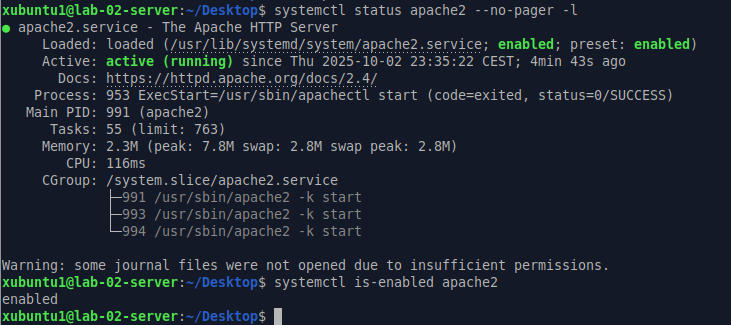 xubuntu1@lab-02-server:~/Desktop$ systemctl status apache2 --no-pager -l
● apache2.service - The Apache HTTP Server
     Loaded: loaded (/usr/lib/systemd/system/apache2.service; enabled; preset: enabled)
     Active: active (running) since Thu 2025-10-02 23:35:22 CEST; 4min 43s ago
       Docs: https://httpd.apache.org/docs/2.4/
    Process: 953 ExecStart=/usr/sbin/apachectl start (code=exited, status=0/SUCCESS)
   Main PID: 991 (apache2)
      Tasks: 55 (limit: 763)
     Memory: 2.3M (peak: 7.8M swap: 2.8M swap peak: 2.8M)
        CPU: 116ms
     CGroup: /system.slice/apache2.service
             ├─991 /usr/sbin/apache2 -k start
             ├─993 /usr/sbin/apache2 -k start
             └─994 /usr/sbin/apache2 -k start

Warning: some journal files were not opened due to insufficient permissions.
xubuntu1@lab-02-server:~/Desktop$ systemctl is-enabled apache2
enabled
xubuntu1@lab-02-server:~/Desktop$